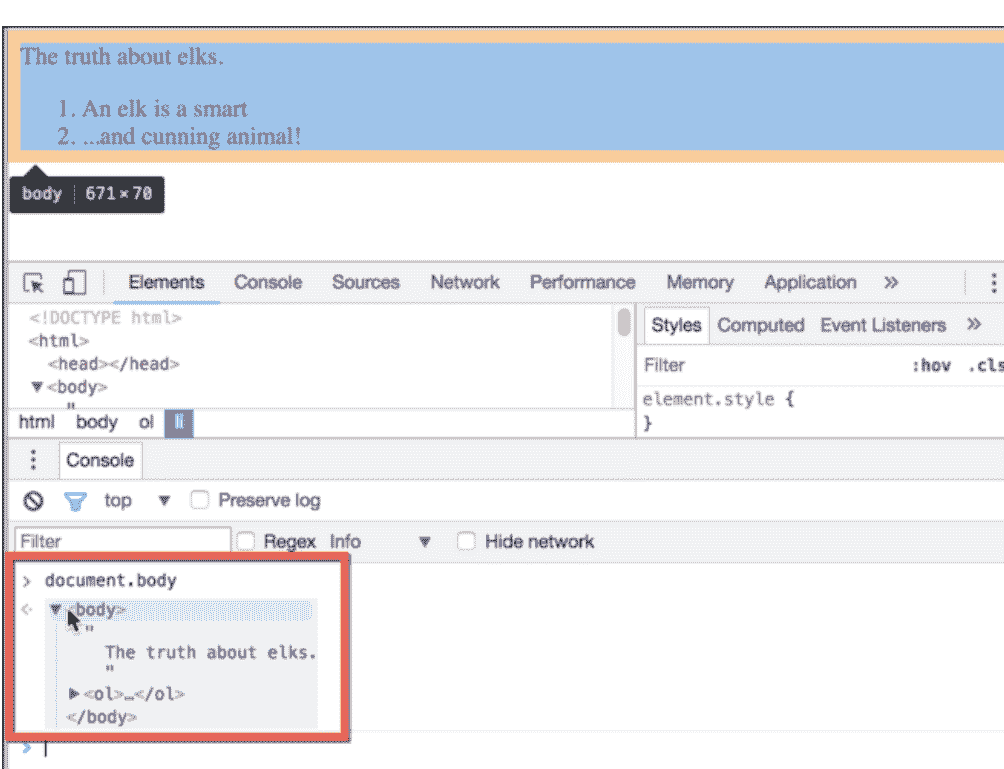 The truth about elks.
1. An elk is a smart
2. ...and cunning animal!
body 671 × 70
Elements Console Sources Network Performance Memory Application »
<!DOCTYPE html>
<html>
<head></head>
▼<body>
"
Styles Computed Event Listeners »
Filter :hov .cls
element.style {
}
html body ol li
Console
top ▼ Preserve log
Filter Regex Info ▼ Hide network
> document.body
▼<body>
"
The truth about elks.
"
▶<ol>…</ol>
</body>
>